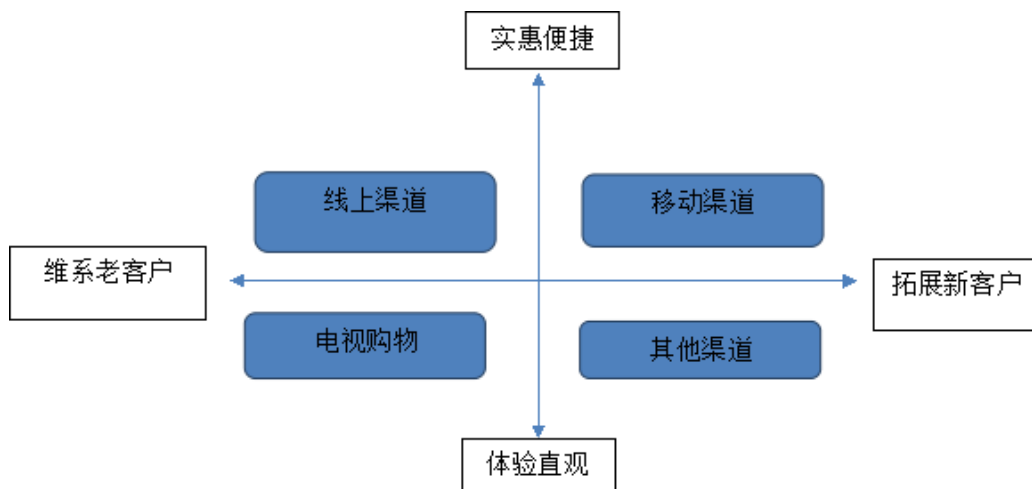 实惠便捷
线上渠道
移动渠道
维系老客户
拓展新客户
电视购物
其他渠道
体验直观